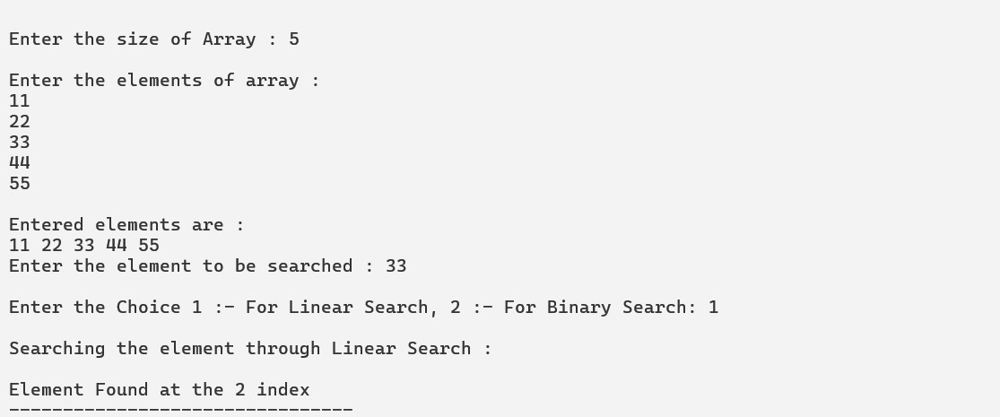 Enter the size of Array : 5
Enter the elements of array :
11
22
33
44
55
Entered elements are :
11 22 33 44 55
Enter the element to be searched : 33
Enter the Choice 1 :- For Linear Search, 2 :- For Binary Search: 1
Searching the element through Linear Search :
Element Found at the 2 index
--------------------------------